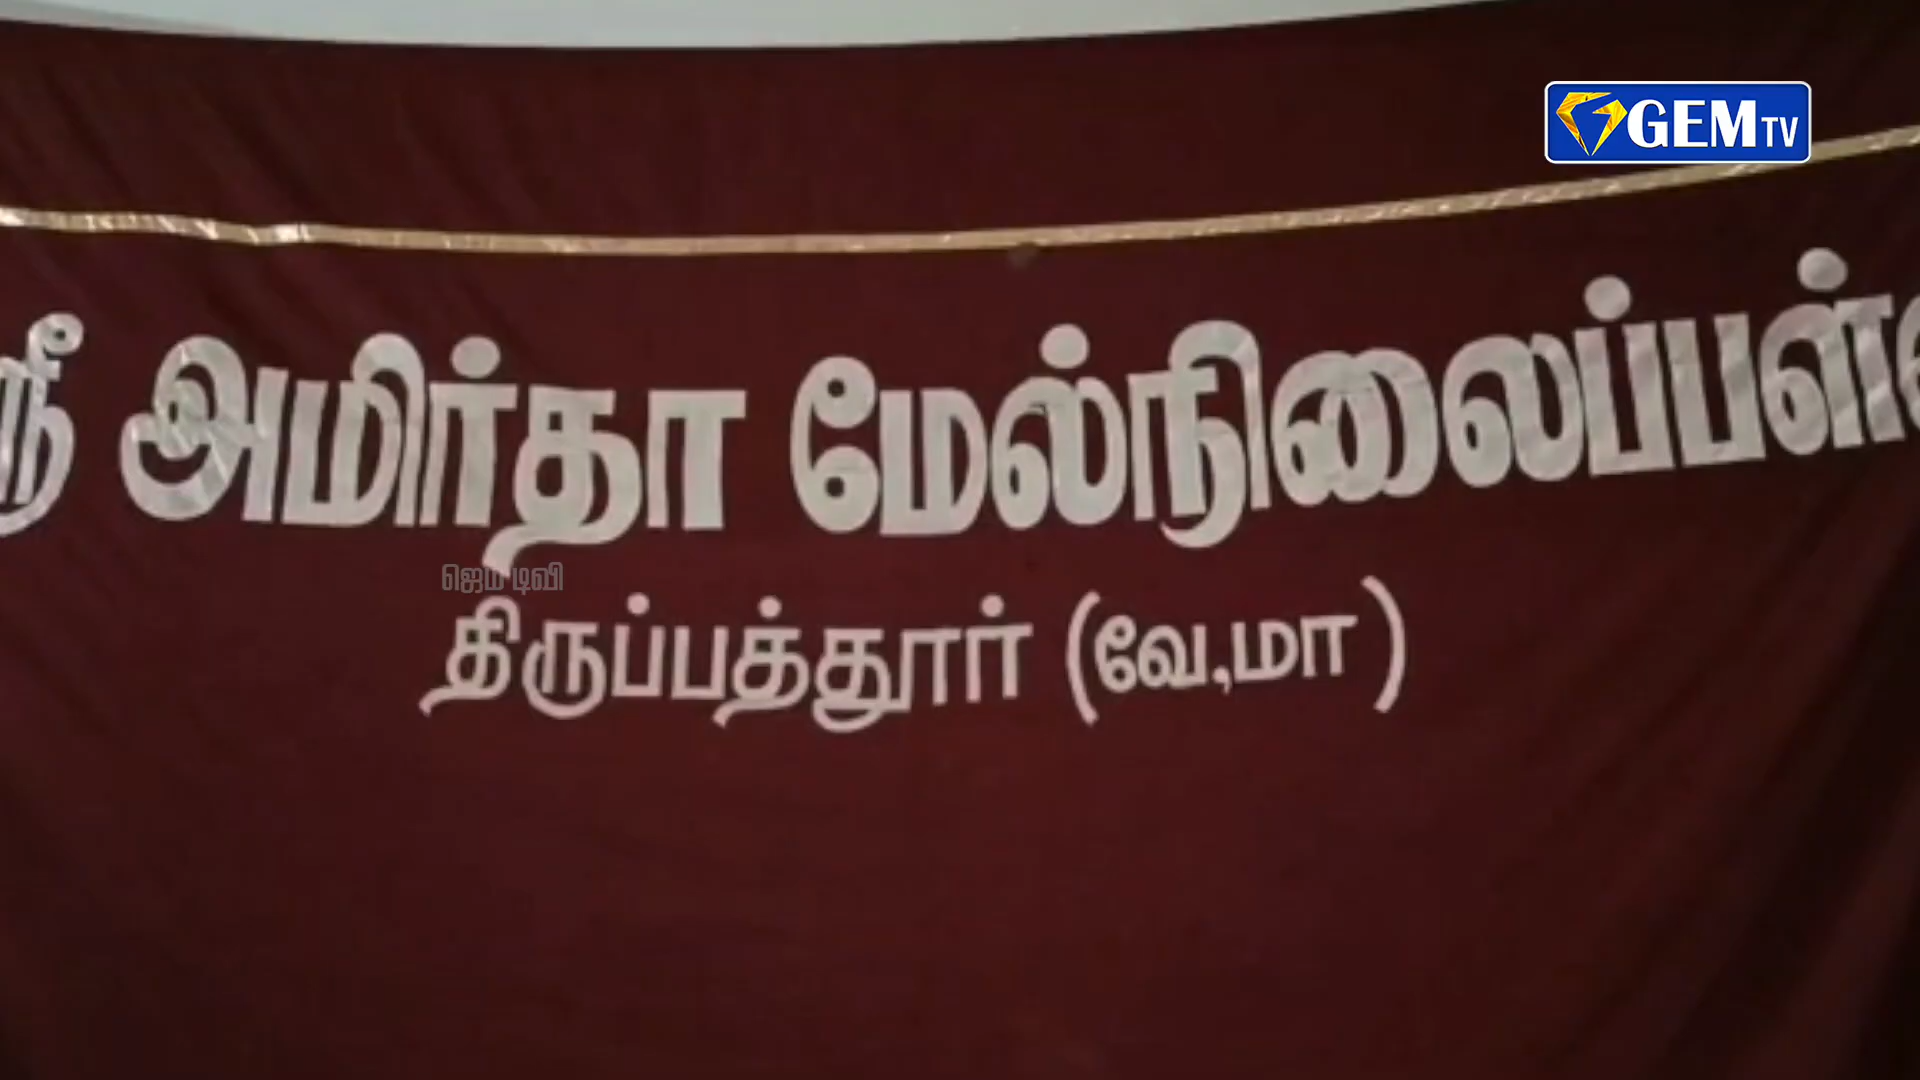 GEM TV
ஸ்ரீ அமிர்தா மேல்நிலைப்பள்
ஜெம் டிவி
திருப்பத்தூர் (வே,மா)